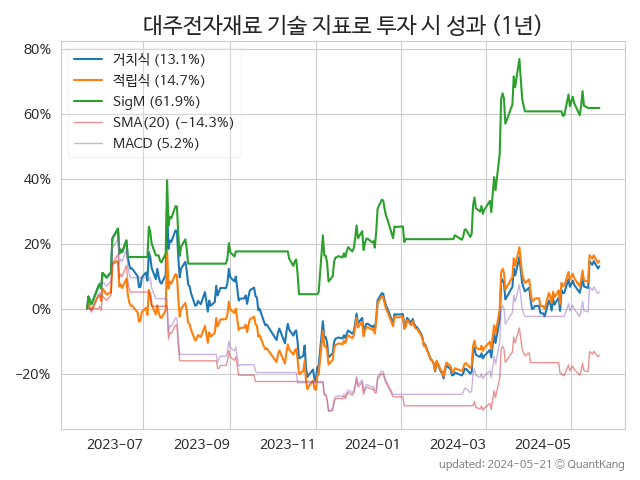 대주전자재료 기술 지표로 투자 시 성과 (1년)
80%
60%
40%
20%
0%
−20%
거치식 (13.1%)
적립식 (14.7%)
SigM (61.9%)
SMA(20) (−14.3%)
MACD (5.2%)
2023-07
2023-09
2023-11
2024-01
2024-03
2024-05
updated: 2024-05-21 © QuantKang